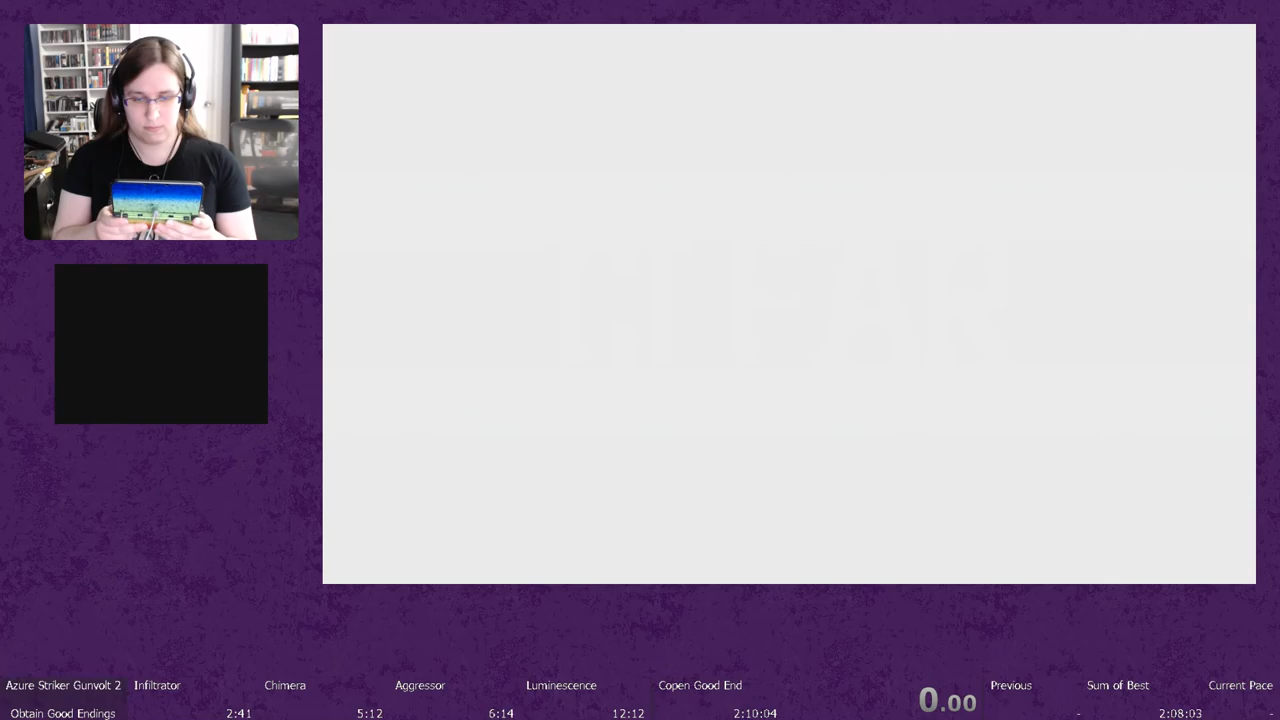 CLEAR
Azure Striker Gunvolt 2 Infiltrator Chimera Aggressor Luminescence Copen Good End 0.00 Previous Sum of Best Current Pace
Obtain Good Endings 2:41 5:12 6:14 12:12 2:10:04 - 2:08:03 -